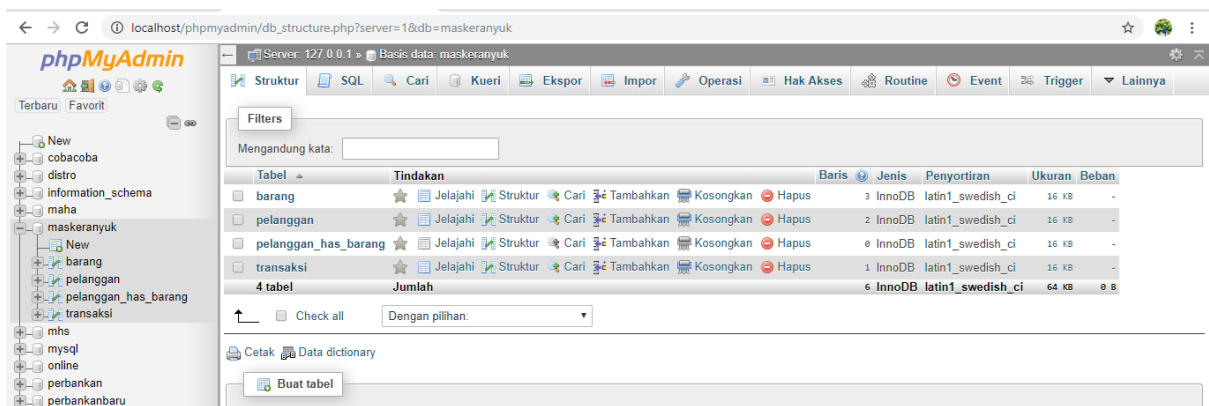 localhost/phpmyadmin/db_structure.php?server=1&db=maskeranyuk
phpMyAdmin
Terbaru Favorit
New
cobacoba
distro
information_schema
maha
maskeranyuk
New
barang
pelanggan
pelanggan_has_barang
transaksi
mhs
mysql
online
perbankan
perbankanbaru
Server: 127.0.0.1 » Basis data: maskeranyuk
Struktur SQL Cari Kueri Ekspor Impor Operasi Hak Akses Routine Event Trigger Lainnya
Filters
Mengandung kata:
Tabel Tindakan Baris Jenis Penyortiran Ukuran Beban
barang Jelajahi Struktur Cari Tambahkan Kosongkan Hapus 3 InnoDB latin1_swedish_ci 16 KB -
pelanggan Jelajahi Struktur Cari Tambahkan Kosongkan Hapus 2 InnoDB latin1_swedish_ci 16 KB -
pelanggan_has_barang Jelajahi Struktur Cari Tambahkan Kosongkan Hapus 0 InnoDB latin1_swedish_ci 16 KB -
transaksi Jelajahi Struktur Cari Tambahkan Kosongkan Hapus 1 InnoDB latin1_swedish_ci 16 KB -
4 tabel Jumlah 6 InnoDB latin1_swedish_ci 64 KB 0 B
Check all Dengan pilihan:
Cetak Data dictionary
Buat tabel